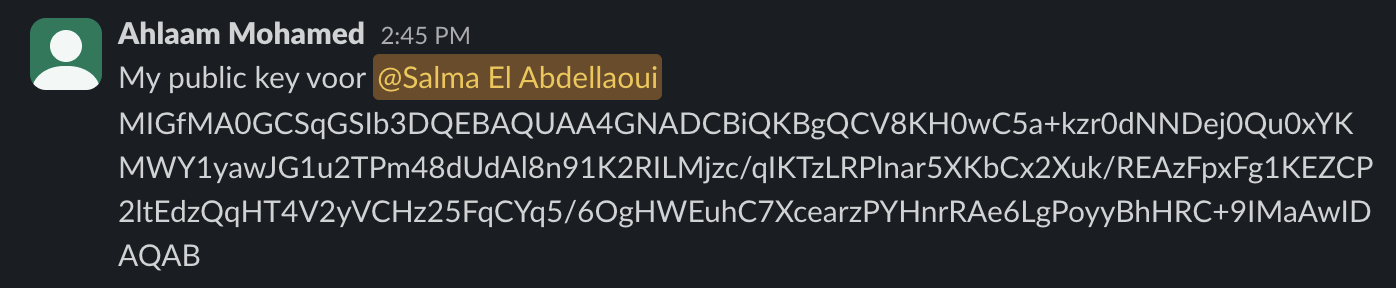 Ahlaam Mohamed 2:45 PM
My public key voor @Salma El Abdellaoui
MIGfMA0GCSqGSIb3DQEBAQUAA4GNADCBiQKBgQCV8KH0wC5a+kzr0dNNDej0Qu0xYK
MWY1yawJG1u2TPm48dUdAl8n91K2RILMjzc/qIKTzLRPlnar5XKbCx2Xuk/REAzFpxFg1KEZCP
2ltEdzQqHT4V2yVCHz25FqCYq5/6OgHWEuhC7XcearzPYHnrRAe6LgPoyyBhHRC+9IMaAwID
AQAB